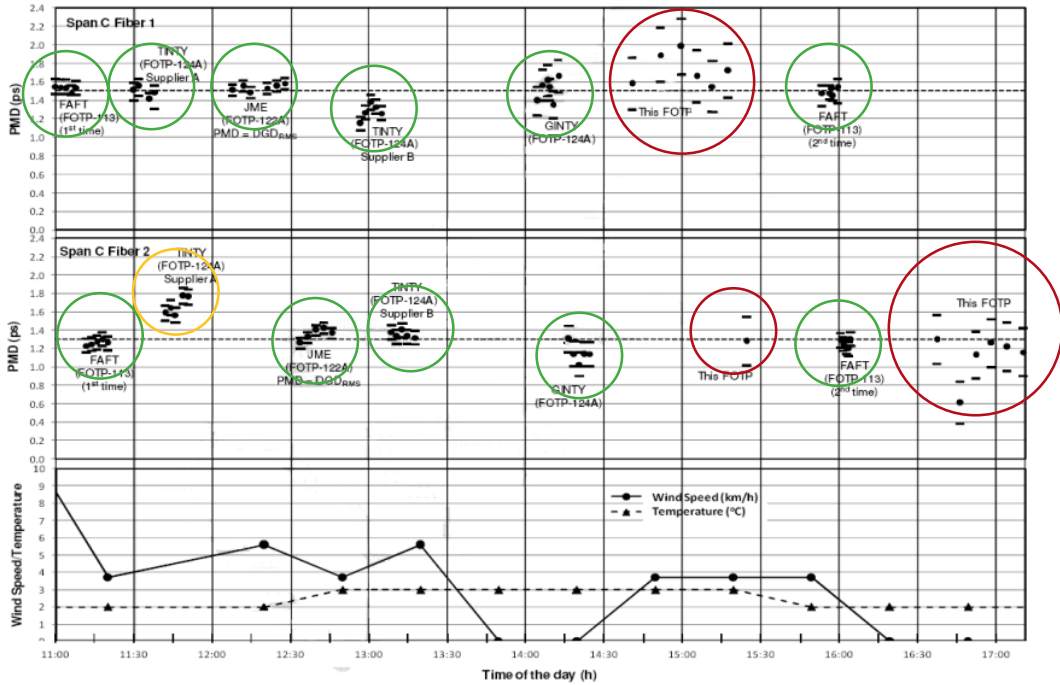 Span C Fiber 1
PMD (ps)
2.4
2.2
2.0
1.8
1.6
1.4
1.2
1.0
0.8
0.6
0.4
0.2
0.0
FAFT
(FOTP-113)
(1st time)
TINTY
(FOTP-124A)
Supplier A
JME
(FOTP-122A)
PMD = DGDRMS
TINTY
(FOTP-124A)
Supplier B
GINTY
(FOTP-124A)
This FOTP
FAFT
(FOTP-113)
(2nd time)
Span C Fiber 2
PMD (ps)
2.4
2.2
2.0
1.8
1.6
1.4
1.2
1.0
0.8
0.6
0.4
0.2
0.0
FAFT
(FOTP-113)
(1st time)
TINTY
(FOTP-124A)
Supplier A
JME
(FOTP-122A)
PMD = DGDRMS
TINTY
(FOTP-124A)
Supplier B
GINTY
(FOTP-124A)
This FOTP
FAFT
(FOTP-113)
(2nd time)
This FOTP
Wind Speed/Temperature
10
9
8
7
6
5
4
3
2
1
0
Wind Speed (km/h)
Temperature (°C)
11:00 11:30 12:00 12:30 13:00 13:30 14:00 14:30 15:00 15:30 16:00 16:30 17:00
Time of the day (h)